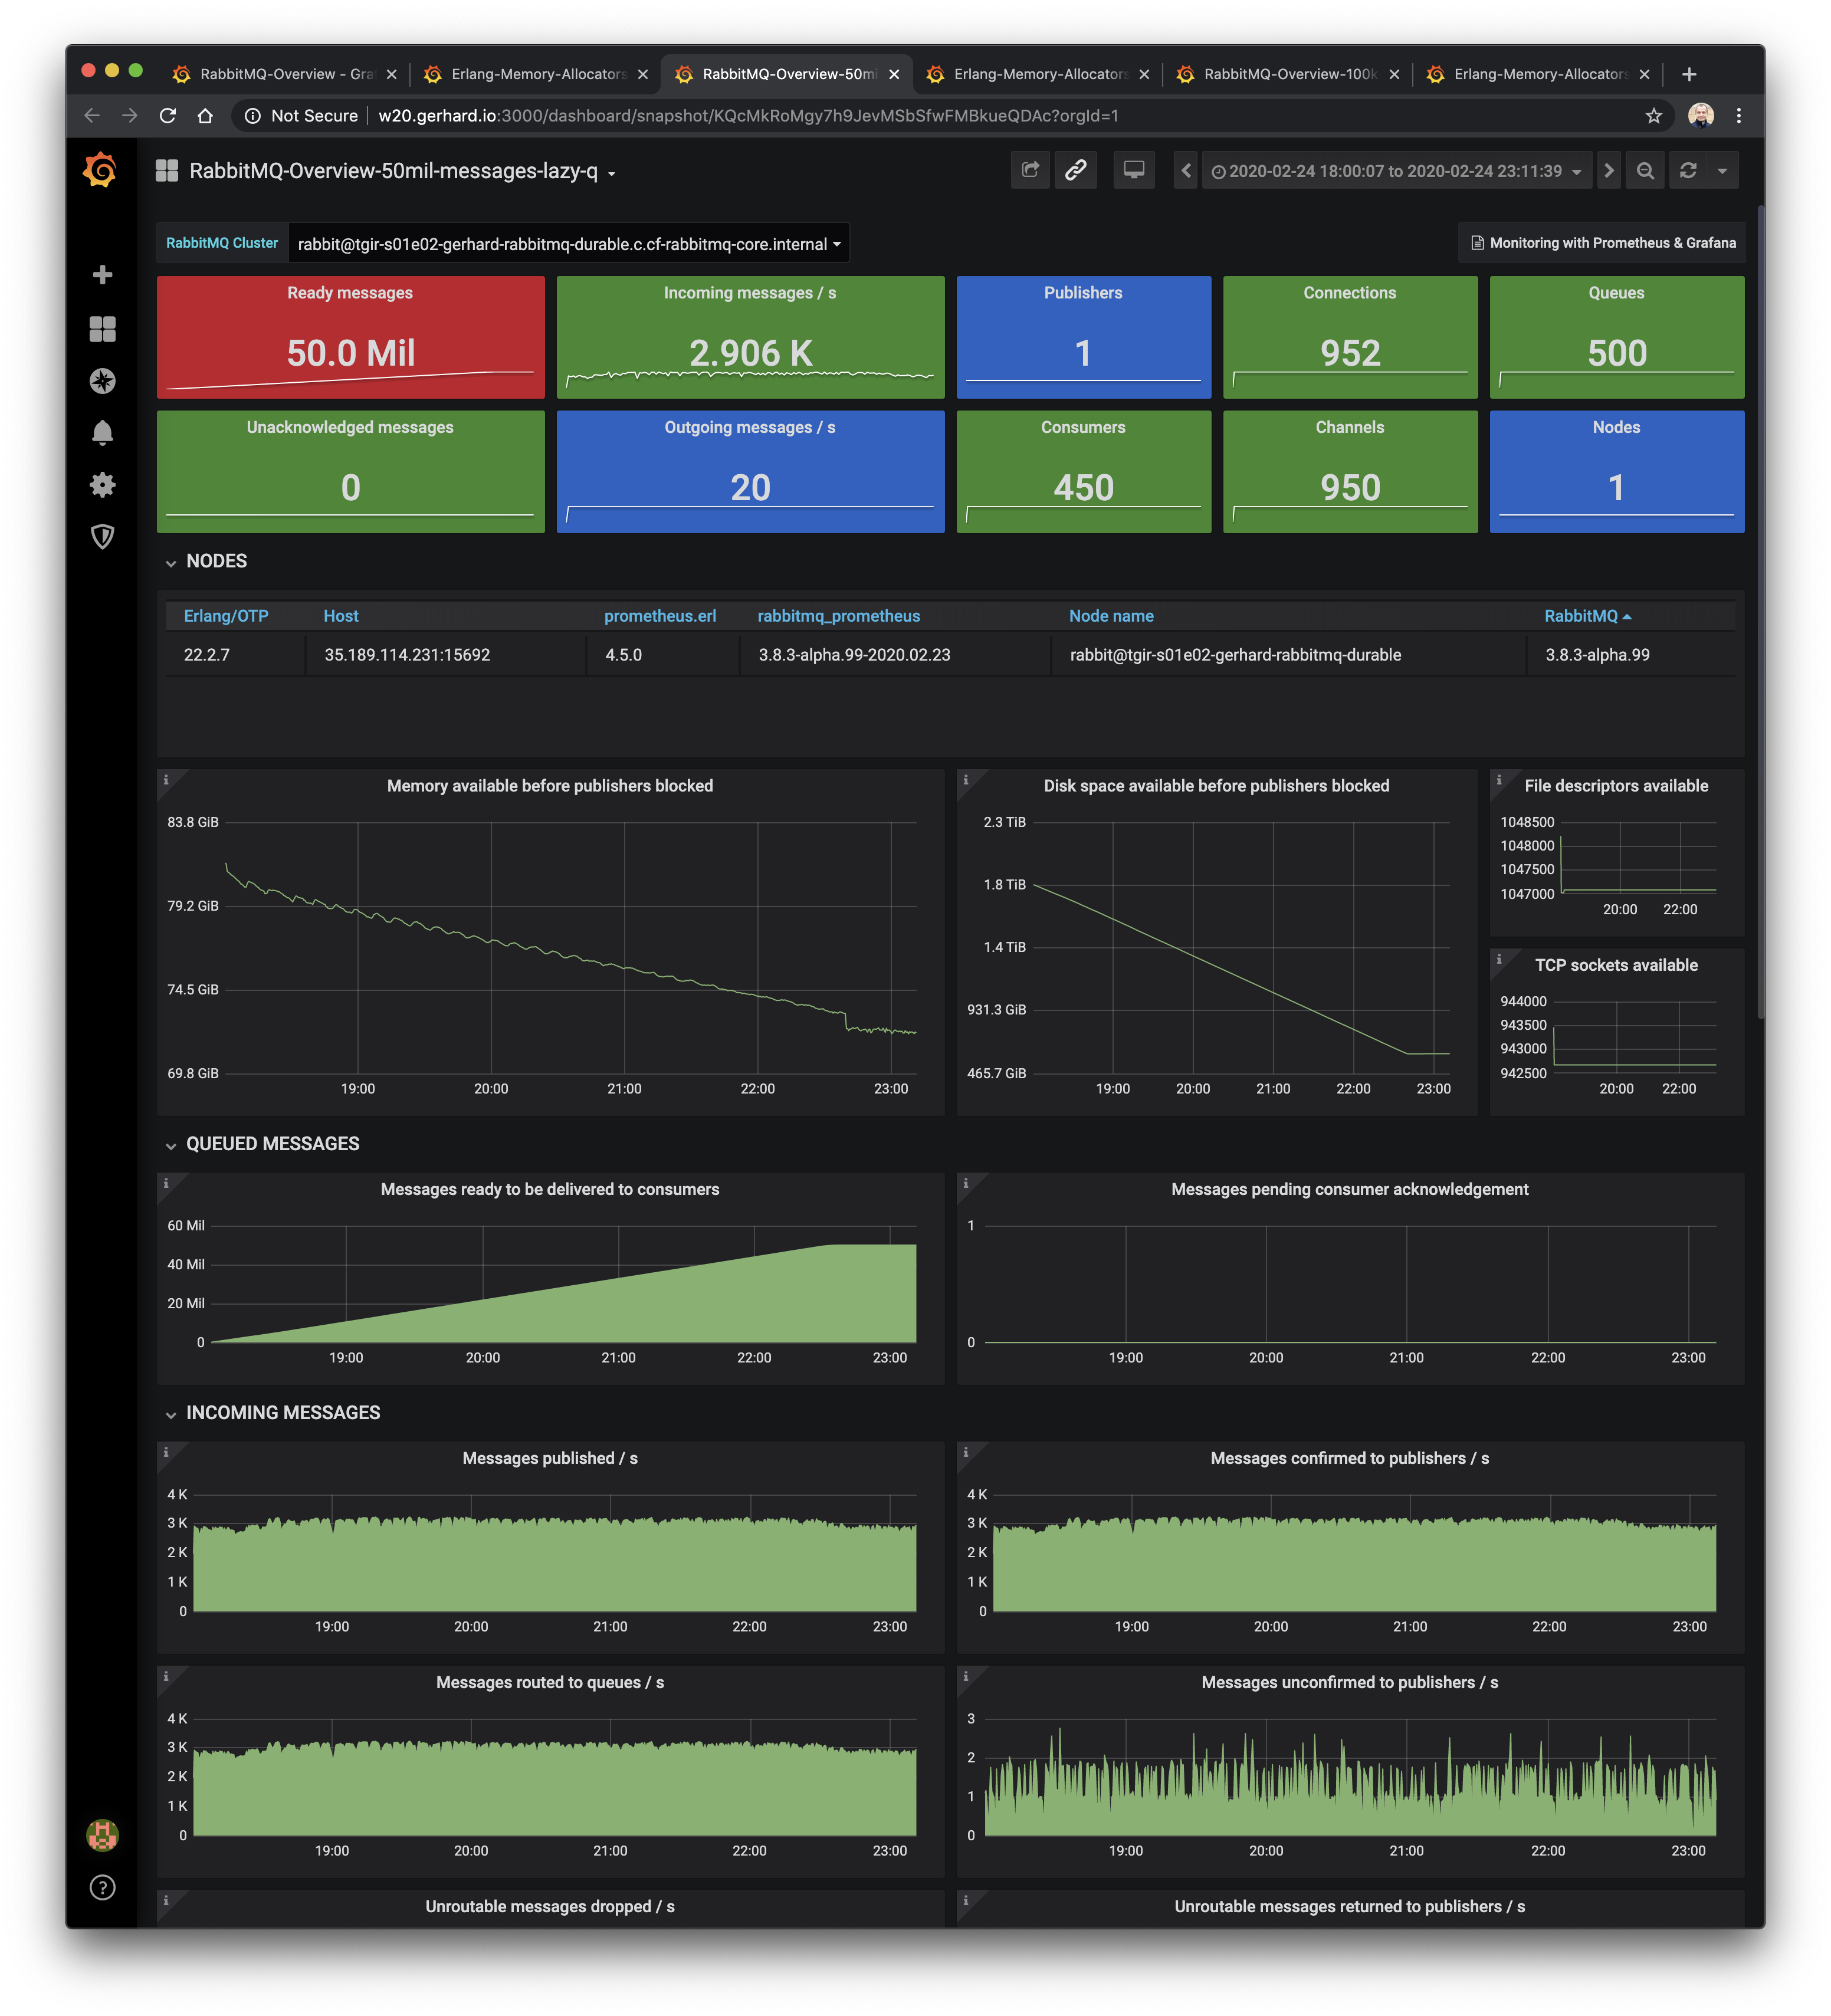 RabbitMQ-Overview - Gra
Erlang-Memory-Allocators
RabbitMQ-Overview-50mi
Erlang-Memory-Allocators
RabbitMQ-Overview-100k
Erlang-Memory-Allocators
Not Secure
w20.gerhard.io:3000/dashboard/snapshot/KQcMkRoMgy7h9JevMSbSfwFMBkueQDAc?orgId=1
RabbitMQ-Overview-50mil-messages-lazy-q
2020-02-24 18:00:07 to 2020-02-24 23:11:39
RabbitMQ Cluster
rabbit@tgir-s01e02-gerhard-rabbitmq-durable.c.cf-rabbitmq-core.internal
Monitoring with Prometheus & Grafana
Ready messages
50.0 Mil
Incoming messages / s
2.906 K
Publishers
1
Connections
952
Queues
500
Unacknowledged messages
0
Outgoing messages / s
20
Consumers
450
Channels
950
Nodes
1
NODES
Erlang/OTP Host prometheus.erl rabbitmq_prometheus Node name RabbitMQ
22.2.7 35.189.114.231:15692 4.5.0 3.8.3-alpha.99-2020.02.23 rabbit@tgir-s01e02-gerhard-rabbitmq-durable 3.8.3-alpha.99
Memory available before publishers blocked
83.8 GiB
79.2 GiB
74.5 GiB
69.8 GiB
19:00 20:00 21:00 22:00 23:00
Disk space available before publishers blocked
2.3 TiB
1.8 TiB
1.4 TiB
931.3 GiB
465.7 GiB
19:00 20:00 21:00 22:00 23:00
File descriptors available
1048500
1048000
1047500
1047000
20:00 22:00
TCP sockets available
944000
943500
943000
942500
20:00 22:00
QUEUED MESSAGES
Messages ready to be delivered to consumers
60 Mil
40 Mil
20 Mil
0
19:00 20:00 21:00 22:00 23:00
Messages pending consumer acknowledgement
1
0
19:00 20:00 21:00 22:00 23:00
INCOMING MESSAGES
Messages published / s
4 K
3 K
2 K
1 K
0
19:00 20:00 21:00 22:00 23:00
Messages confirmed to publishers / s
4 K
3 K
2 K
1 K
0
19:00 20:00 21:00 22:00 23:00
Messages routed to queues / s
4 K
3 K
2 K
1 K
0
19:00 20:00 21:00 22:00 23:00
Messages unconfirmed to publishers / s
3
2
1
0
19:00 20:00 21:00 22:00 23:00
Unroutable messages dropped / s
Unroutable messages returned to publishers / s